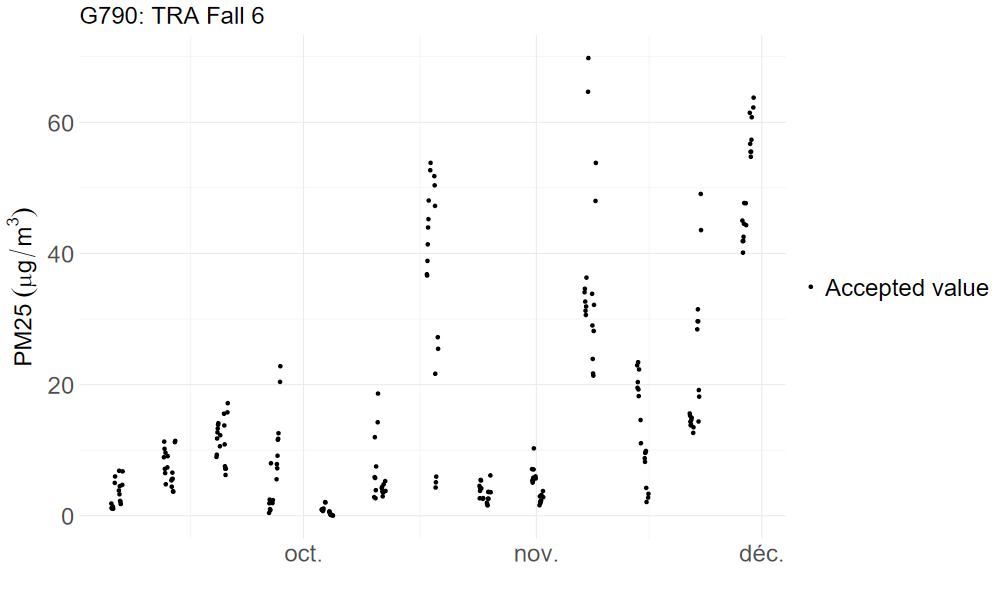 G790: TRA Fall 6
PM25 (μg/m³)
60
40
20
0
oct.
nov.
déc.
Accepted value